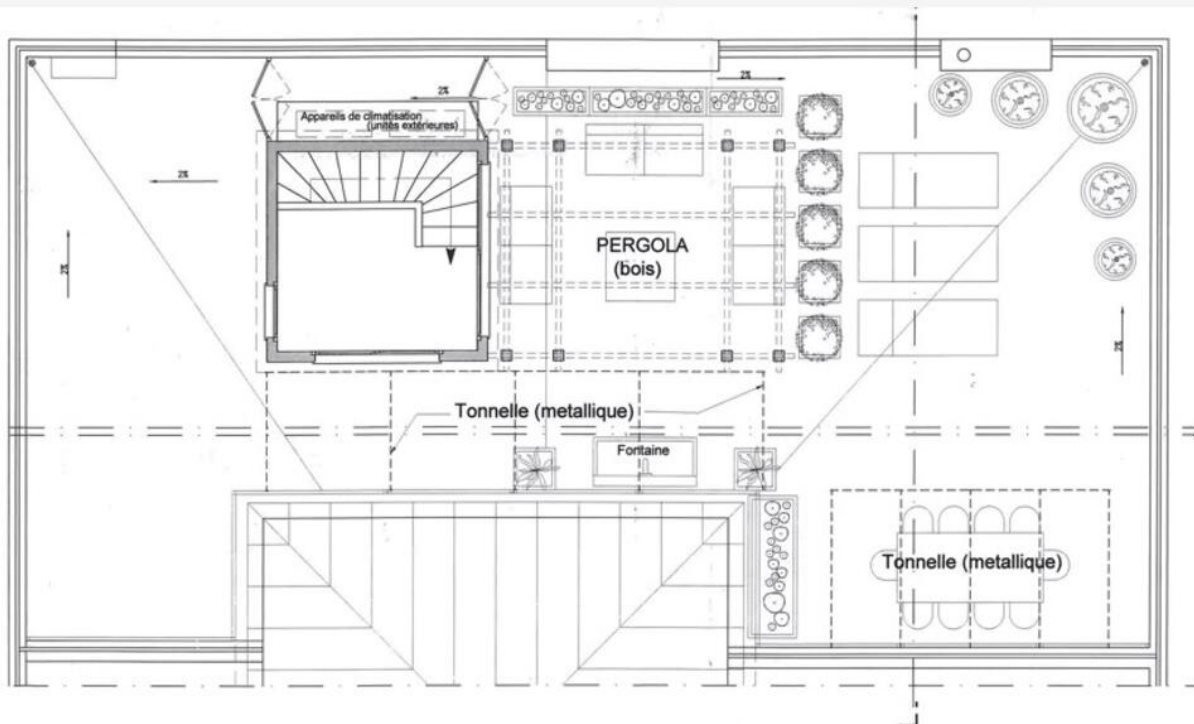 2%
2%
Appareils de climatisation
(unités extérieures)
2%
2%
PERGOLA
(bois)
2%
Tonnelle (metallique)
Fontaine
Tonnelle (metallique)